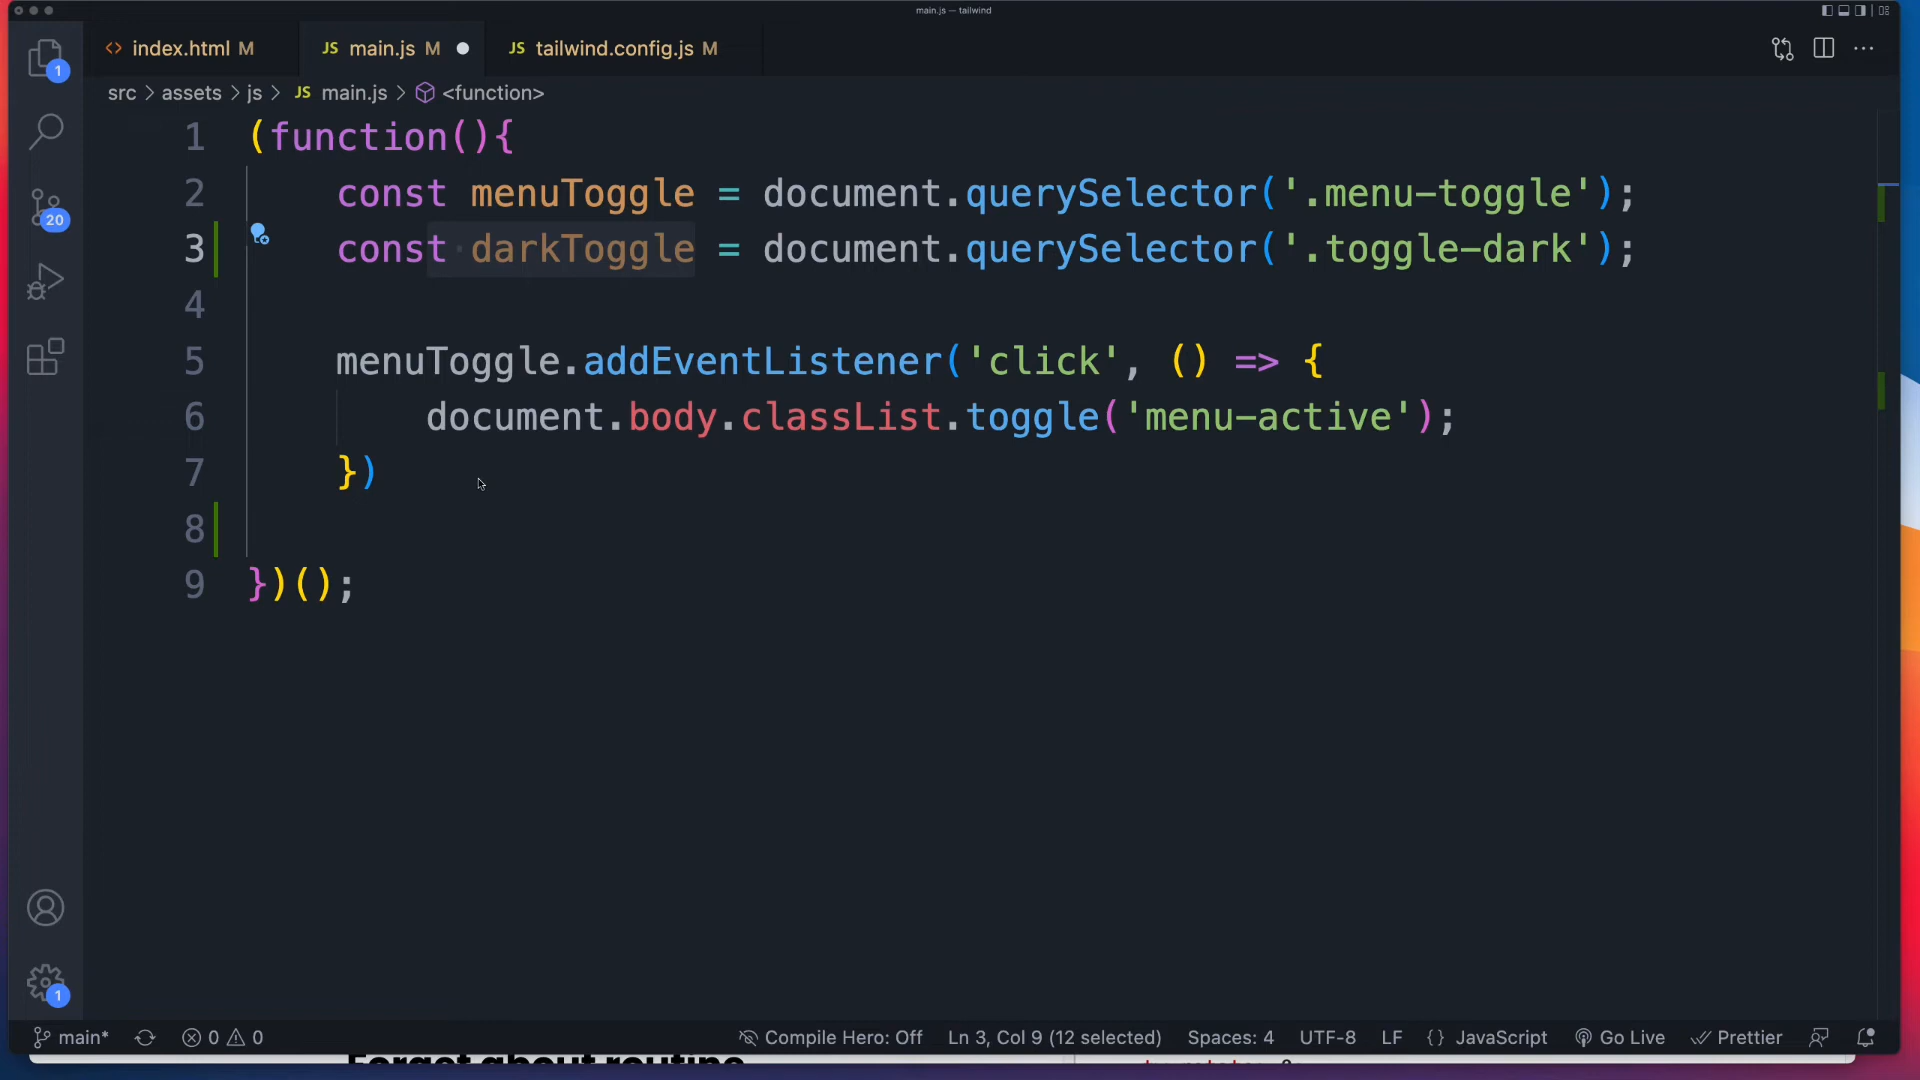 main.js — tailwind
index.html M
JS main.js M
JS tailwind.config.js M
src > assets > js > JS main.js > <function>
1 (function(){
2 const menuToggle = document.querySelector('.menu-toggle');
3 const darkToggle = document.querySelector('.toggle-dark');
4
5 menuToggle.addEventListener('click', () => {
6 document.body.classList.toggle('menu-active');
7 })
8
9 })();
1
20
1
main* 0 0 Compile Hero: Off Ln 3, Col 9 (12 selected) Spaces: 4 UTF-8 LF {} JavaScript Go Live Prettier
Forget about routine